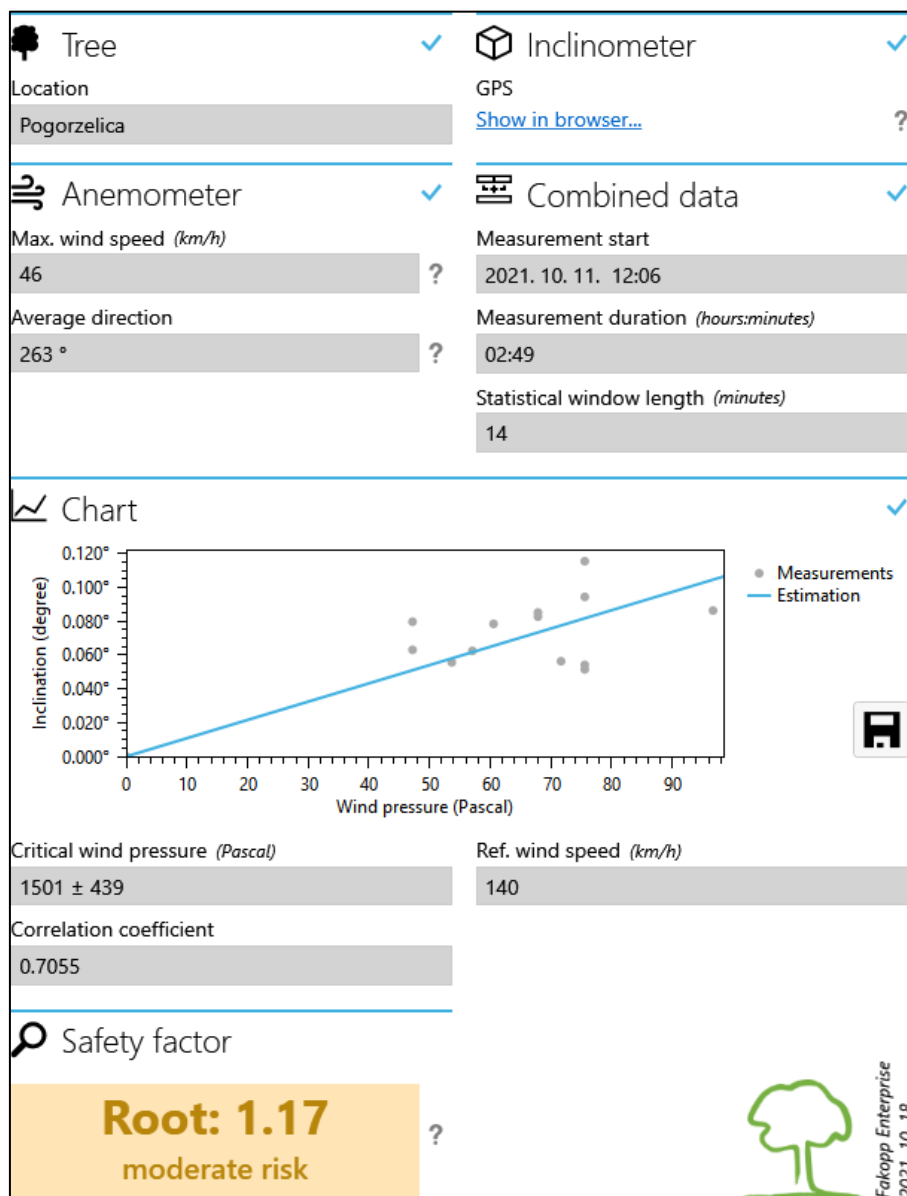 Tree
Location
Pogorzelica
Inclinometer
GPS
Show in browser...
?
Anemometer
Max. wind speed (km/h)
46
?
Average direction
263 °
?
Combined data
Measurement start
2021. 10. 11. 12:06
Measurement duration (hours:minutes)
02:49
Statistical window length (minutes)
14
Chart
Inclination (degree)
0.120°
0.100°
0.080°
0.060°
0.040°
0.020°
0.000°
0 10 20 30 40 50 60 70 80 90
Wind pressure (Pascal)
Measurements
Estimation
Critical wind pressure (Pascal)
1501 ± 439
Ref. wind speed (km/h)
140
Correlation coefficient
0.7055
Safety factor
Root: 1.17
moderate risk
?
Fakopp Enterprise
2021. 10. 18